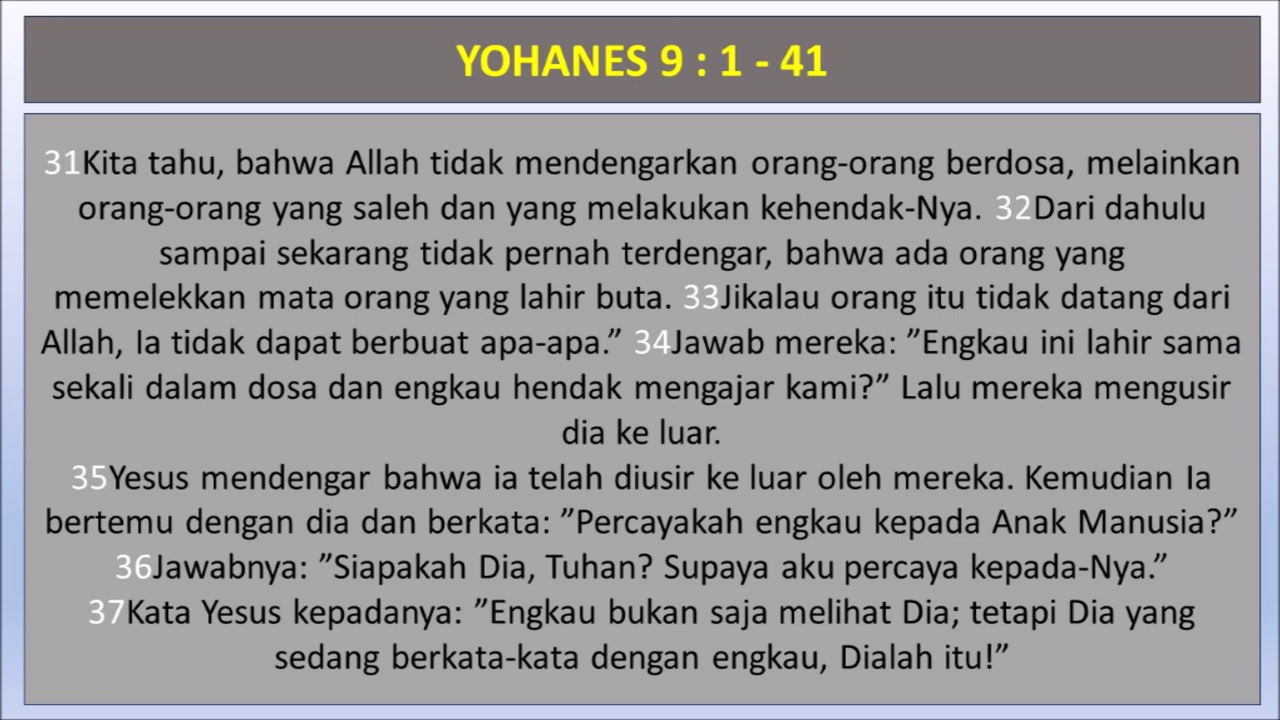 YOHANES 9 : 1 - 41
31Kita tahu, bahwa Allah tidak mendengarkan orang-orang berdosa, melainkan
orang-orang yang saleh dan yang melakukan kehendak-Nya. 32Dari dahulu
sampai sekarang tidak pernah terdengar, bahwa ada orang yang
memelekkan mata orang yang lahir buta. 33Jikalau orang itu tidak datang dari
Allah, Ia tidak dapat berbuat apa-apa.” 34Jawab mereka: ”Engkau ini lahir sama
sekali dalam dosa dan engkau hendak mengajar kami?” Lalu mereka mengusir
dia ke luar.
35Yesus mendengar bahwa ia telah diusir ke luar oleh mereka. Kemudian Ia
bertemu dengan dia dan berkata: ”Percayakah engkau kepada Anak Manusia?”
36Jawabnya: ”Siapakah Dia, Tuhan? Supaya aku percaya kepada-Nya.”
37Kata Yesus kepadanya: ”Engkau bukan saja melihat Dia; tetapi Dia yang
sedang berkata-kata dengan engkau, Dialah itu!”